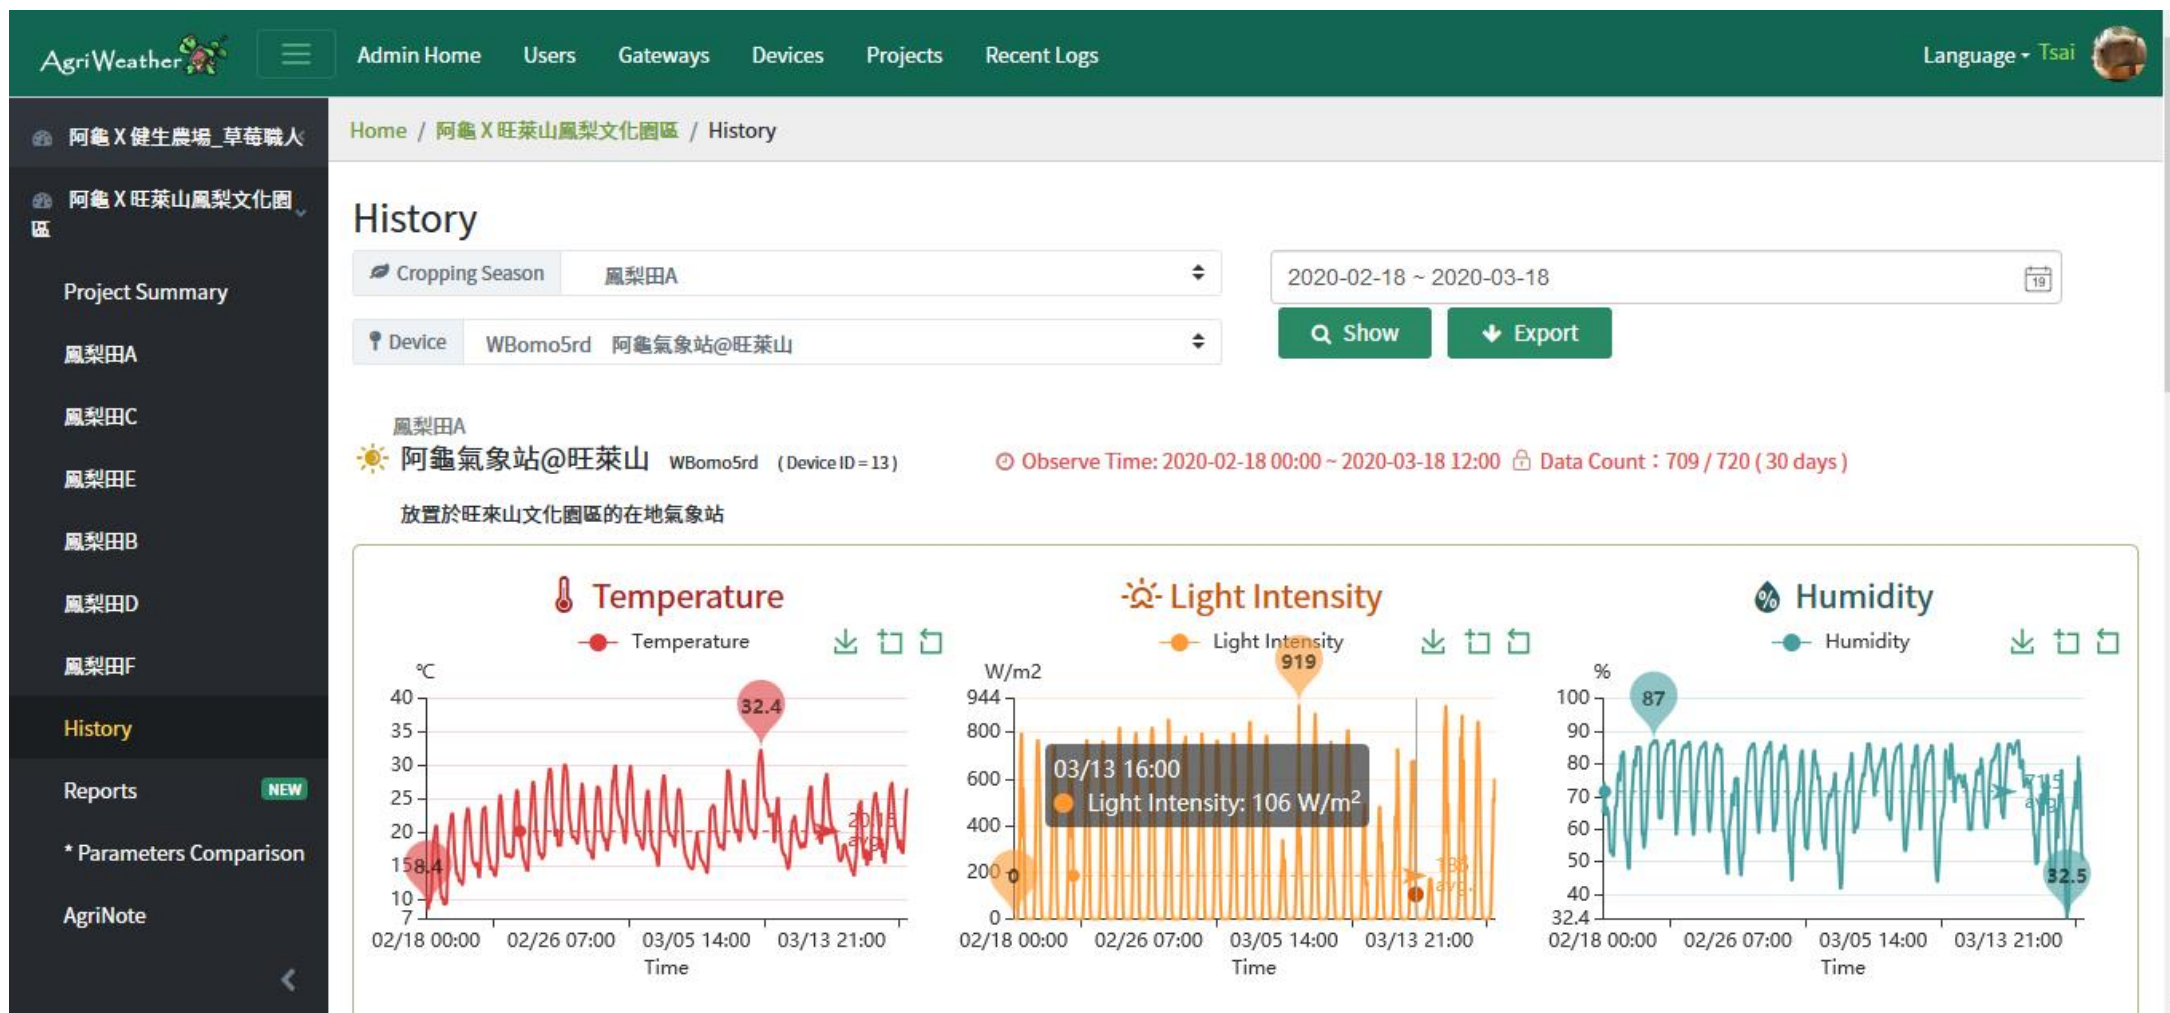 AgriWeather
Admin Home Users Gateways Devices Projects Recent Logs
Language Tsai
阿龜 X 健生農場_草莓職人
阿龜 X 旺萊山鳳梨文化園
區
Project Summary
鳳梨田A
鳳梨田C
鳳梨田E
鳳梨田B
鳳梨田D
鳳梨田F
History
Reports NEW
* Parameters Comparison
AgriNote
Home / 阿龜 X 旺萊山鳳梨文化園區 / History
History
Cropping Season 鳳梨田A
2020-02-18 ~ 2020-03-18
19
Device WBomo5rd 阿龜氣象站@旺萊山
Show Export
鳳梨田A
阿龜氣象站@旺萊山 WBomo5rd ( Device ID = 13 )
Observe Time: 2020-02-18 00:00 ~ 2020-03-18 12:00 Data Count：709 / 720 ( 30 days )
放置於旺來山文化園區的在地氣象站
Temperature
Temperature
℃
40
35
30
25
20
15
10
7
32.4
8.4
20.15
avg.
02/18 00:00 02/26 07:00 03/05 14:00 03/13 21:00
Time
Light Intensity
Light Intensity
W/m2
944
800
600
400
200
0
919
0
03/13 16:00
Light Intensity: 106 W/m²
avg.
02/18 00:00 02/26 07:00 03/05 14:00 03/13 21:00
Time
% Humidity
Humidity
%
100
90
80
70
60
50
40
32.4
87
71.5
avg.
32.5
02/18 00:00 02/26 07:00 03/05 14:00 03/13 21:00
Time